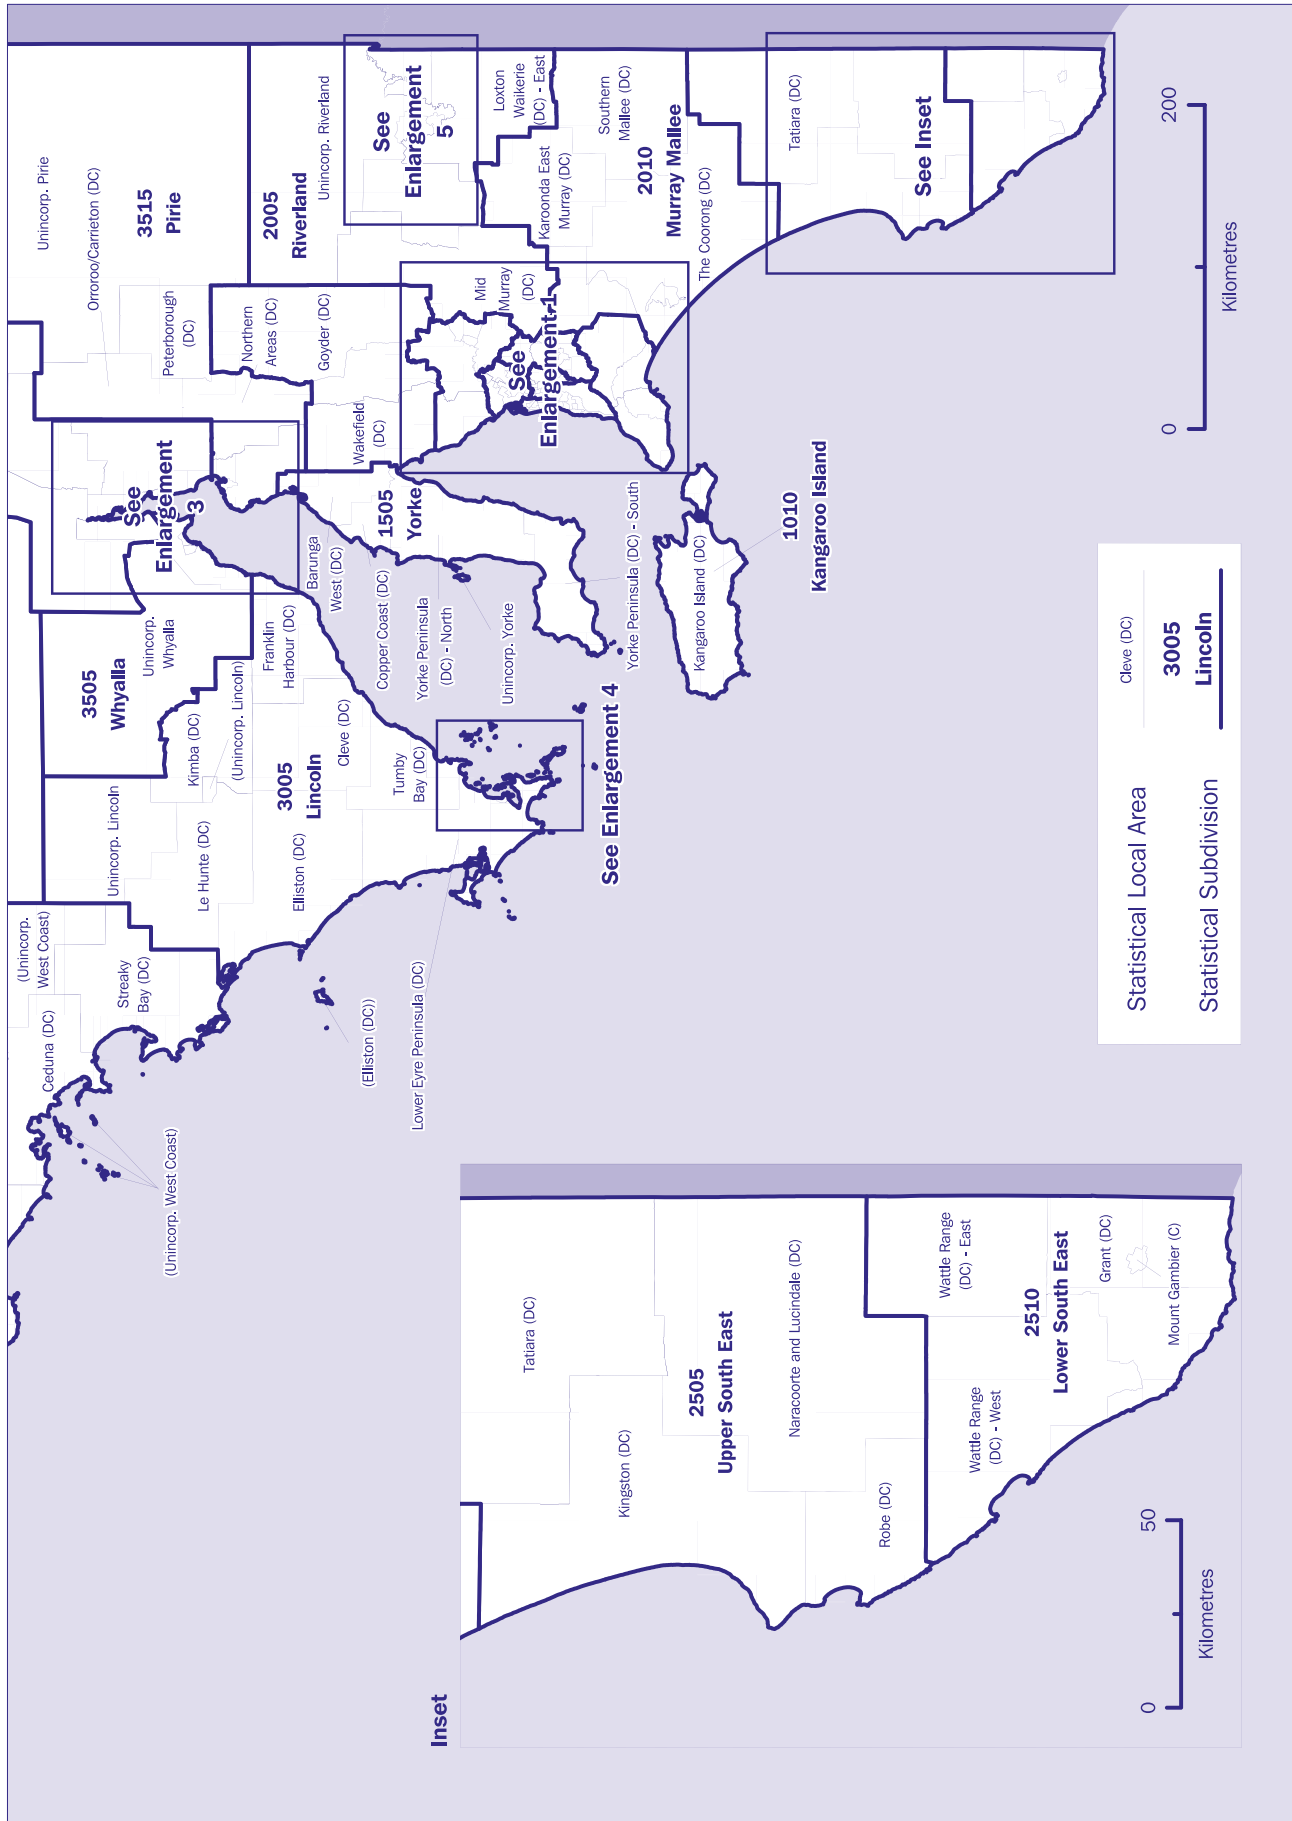 (Unincorp.
West Coast)
Ceduna (DC)
Streaky
Bay (DC)
(Unincorp. West Coast)
Unincorp. Lincoln
Le Hunte (DC)
Elliston (DC)
(Elliston (DC))
Lower Eyre Peninsula (DC)
3505
Whyalla
Unincorp.
Whyalla
Kimba (DC)
(Unincorp. Lincoln)
Franklin
Harbour (DC)
3005
Lincoln
Cleve (DC)
Tumby
Bay (DC)
See Enlargement 4
See
Enlargement
3
Unincorp. Pirie
Orroroo/Carrieton (DC)
3515
Pirie
Peterborough
(DC)
Northern
Areas (DC)
Goyder (DC)
Wakefield
(DC)
Barunga
West (DC)
1505
Yorke
Copper Coast (DC)
Yorke Peninsula
(DC) - North
Unincorp. Yorke
Yorke Peninsula (DC) - South
Kangaroo Island (DC)
1010
Kangaroo Island
2005
Riverland
Unincorp. Riverland
See
Enlargement
5
Loxton
Waikerie
(DC) - East
Mid
Murray
(DC)
See
Enlargement 1
Karoonda East
Murray (DC)
Southern
Mallee (DC)
2010
Murray Mallee
The Coorong (DC)
Tatiara (DC)
See Inset
0
200
Kilometres
Statistical Local Area
Cleve (DC)
Statistical Subdivision
3005
Lincoln
Inset
Tatiara (DC)
Kingston (DC)
2505
Upper South East
Naracoorte and Lucindale (DC)
Robe (DC)
Wattle Range
(DC) - East
Wattle Range
(DC) - West
2510
Lower South East
Grant (DC)
Mount Gambier (C)
0
50
Kilometres